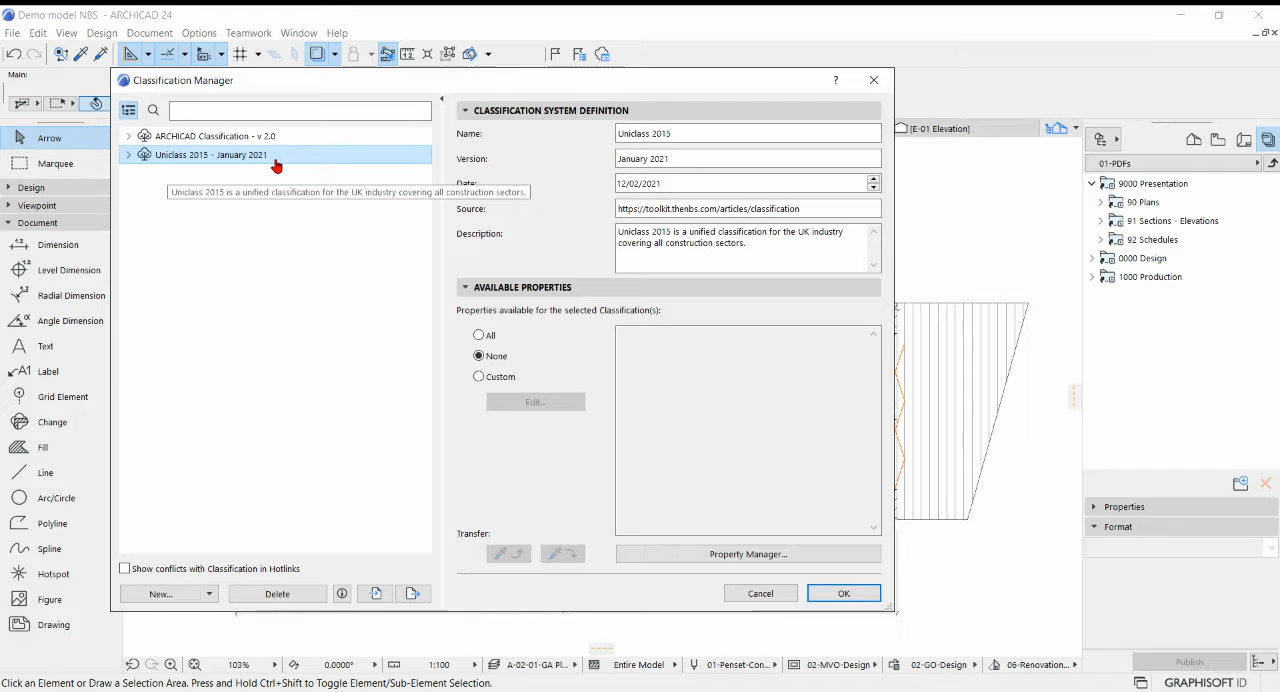 Demo model NBS - ARCHICAD 24
File Edit View Design Document Options Teamwork Window Help
Main:
Arrow
Marquee
Design
Viewpoint
Document
Dimension
Level Dimension
Radial Dimension
Angle Dimension
Text
Label
Grid Element
Change
Fill
Line
Arc/Circle
Polyline
Spline
Hotspot
Figure
Drawing
Classification Manager
ARCHICAD Classification - v 2.0
Uniclass 2015 - January 2021
Uniclass 2015 is a unified classification for the UK industry covering all construction sectors.
Show conflicts with Classification in Hotlinks
New...
Delete
CLASSIFICATION SYSTEM DEFINITION
Name: Uniclass 2015
Version: January 2021
Date: 12/02/2021
Source: https://toolkit.thenbs.com/articles/classification
Description: Uniclass 2015 is a unified classification for the UK industry
covering all construction sectors.
AVAILABLE PROPERTIES
Properties available for the selected Classification(s):
All
None
Custom
Edit...
Transfer:
Property Manager...
Cancel
OK
[E-01 Elevation]
01-PDFs
9000 Presentation
90 Plans
91 Sections - Elevations
92 Schedules
0000 Design
1000 Production
Properties
Format
Publish
103% 0.0000° 1:100 A-02-01-GA Pl... Entire Model 01-Penset-Con... 02-MVO-Design 02-GO-Design 06-Renovation...
Click an Element or Draw a Selection Area. Press and Hold Ctrl+Shift to Toggle Element/Sub-Element Selection.
GRAPHISOFT ID